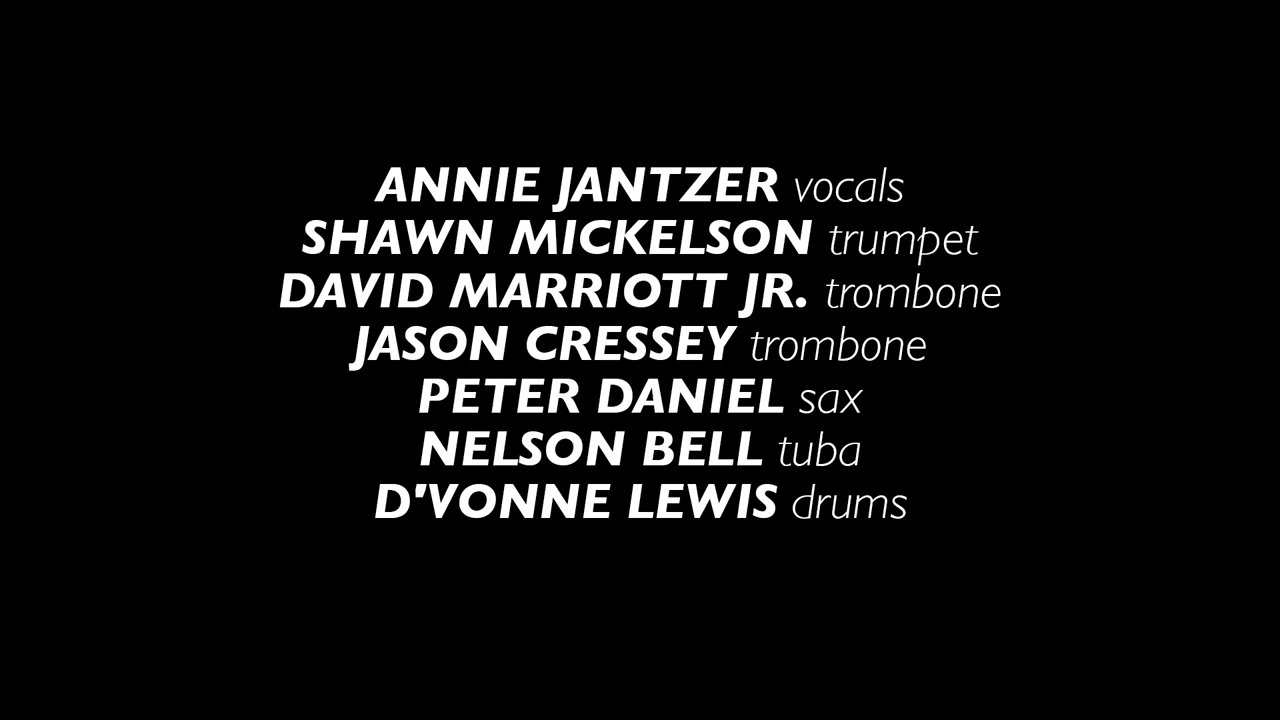 ANNIE JANTZER vocals
SHAWN MICKELSON trumpet
DAVID MARRIOTT JR. trombone
JASON CRESSEY trombone
PETER DANIEL sax
NELSON BELL tuba
D'VONNE LEWIS drums